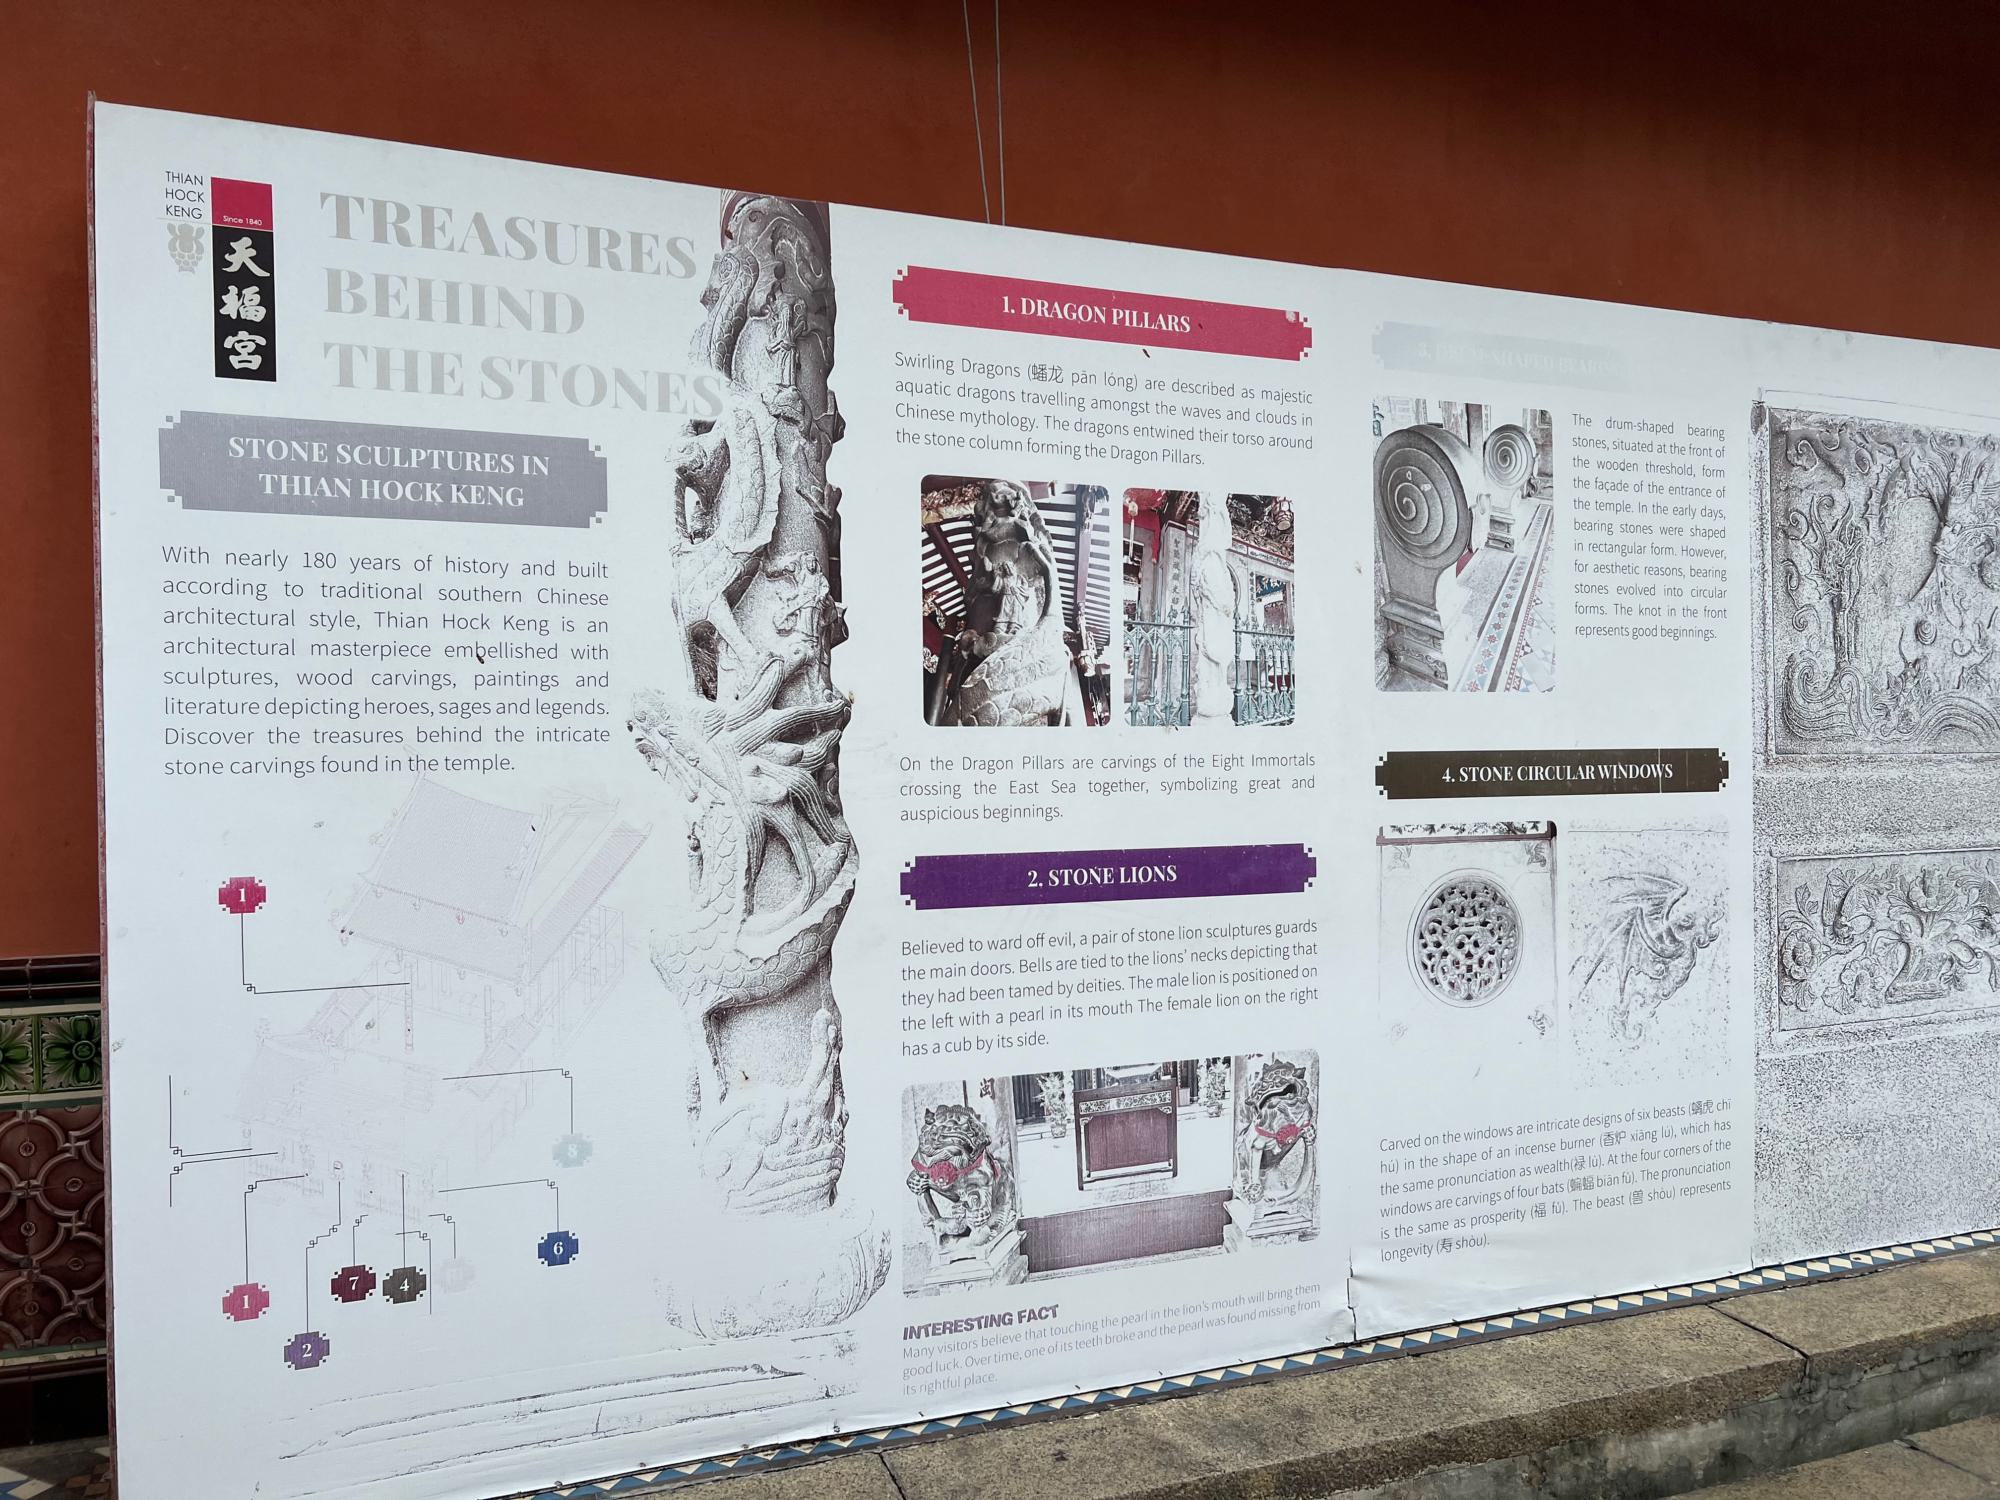 THIAN
HOCK
KENG
Since 1840
天
福
宮
TREASURES
BEHIND
THE STONES
STONE SCULPTURES IN
THIAN HOCK KENG
With nearly 180 years of history and built
according to traditional southern Chinese
architectural style, Thian Hock Keng is an
architectural masterpiece embellished with
sculptures, wood carvings, paintings and
literature depicting heroes, sages and legends.
Discover the treasures behind the intricate
stone carvings found in the temple.
1
8
6
7
4
1
2
1. DRAGON PILLARS
Swirling Dragons (蟠龙 pān lóng) are described as majestic
aquatic dragons travelling amongst the waves and clouds in
Chinese mythology. The dragons entwined their torso around
the stone column forming the Dragon Pillars.
On the Dragon Pillars are carvings of the Eight Immortals
crossing the East Sea together, symbolizing great and
auspicious beginnings.
2. STONE LIONS
Believed to ward off evil, a pair of stone lion sculptures guards
the main doors. Bells are tied to the lions' necks depicting that
they had been tamed by deities. The male lion is positioned on
the left with a pearl in its mouth The female lion on the right
has a cub by its side.
INTERESTING FACT
Many visitors believe that touching the pearl in the lion's mouth will bring them
good luck. Over time, one of its teeth broke and the pearl was found missing from
its rightful place.
3. DRUM-SHAPED BEARING
The drum-shaped bearing
stones, situated at the front of
the wooden threshold, form
the façade of the entrance of
the temple. In the early days,
bearing stones were shaped
in rectangular form. However,
for aesthetic reasons, bearing
stones evolved into circular
forms. The knot in the front
represents good beginnings.
4. STONE CIRCULAR WINDOWS
Carved on the windows are intricate designs of six beasts (螭虎 chī
hǔ) in the shape of an incense burner (香炉 xiāng lú), which has
the same pronunciation as wealth(禄 lù). At the four corners of the
windows are carvings of four bats (蝙蝠 biān fú). The pronunciation
is the same as prosperity (福 fú). The beast (兽 shòu) represents
longevity (寿 shòu).